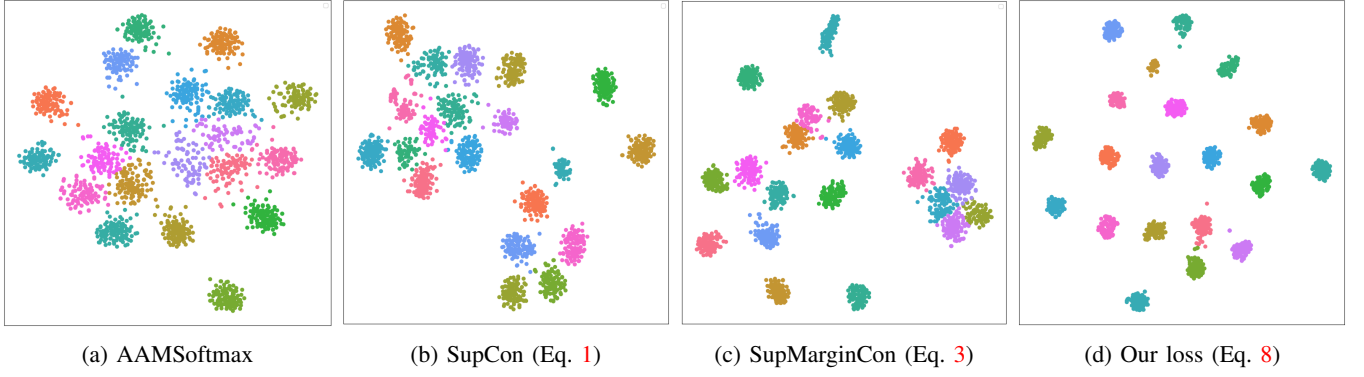 (a) AAMSoftmax
(b) SupCon (Eq. 1)
(c) SupMarginCon (Eq. 3)
(d) Our loss (Eq. 8)